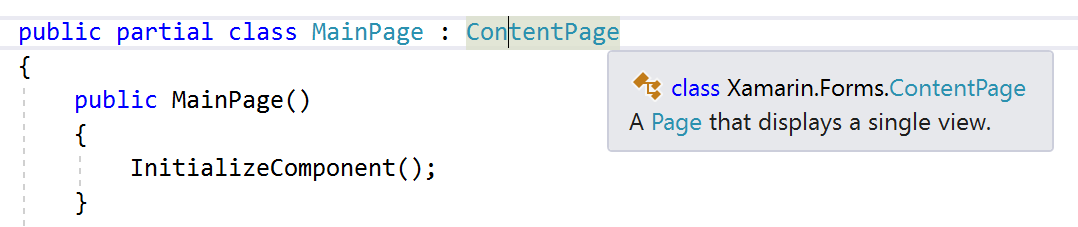 public partial class MainPage : ContentPage
{
class Xamarin.Forms.ContentPage
A Page that displays a single view.
public MainPage()
{
InitializeComponent();
}